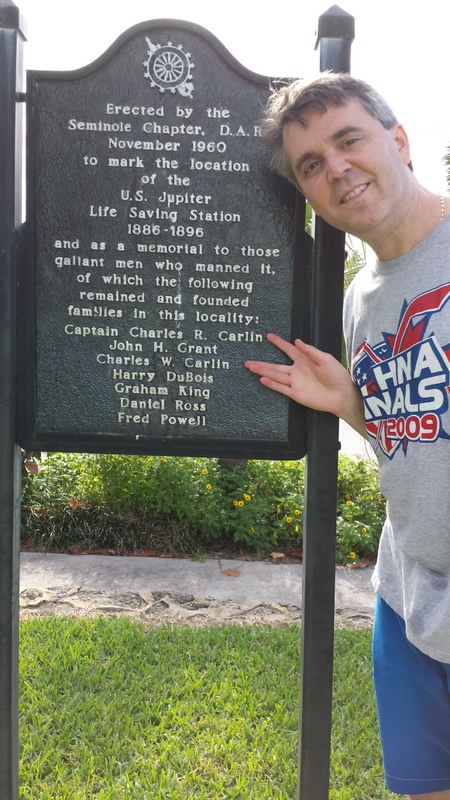 Erected by the
Seminole Chapter, D.A.R
November 1960
to mark the location
of the
U.S. Jupiter
Life Saving Station
1886-1896
and as a memorial to those
gallant men who manned it,
of which the following
remained and founded
families in this locality:
Captain Charles R. Carlin
John H. Grant
Charles W. Carlin
Harry DuBois
Graham King
Daniel Ross
Fred Powell
HNA
NALS
2009